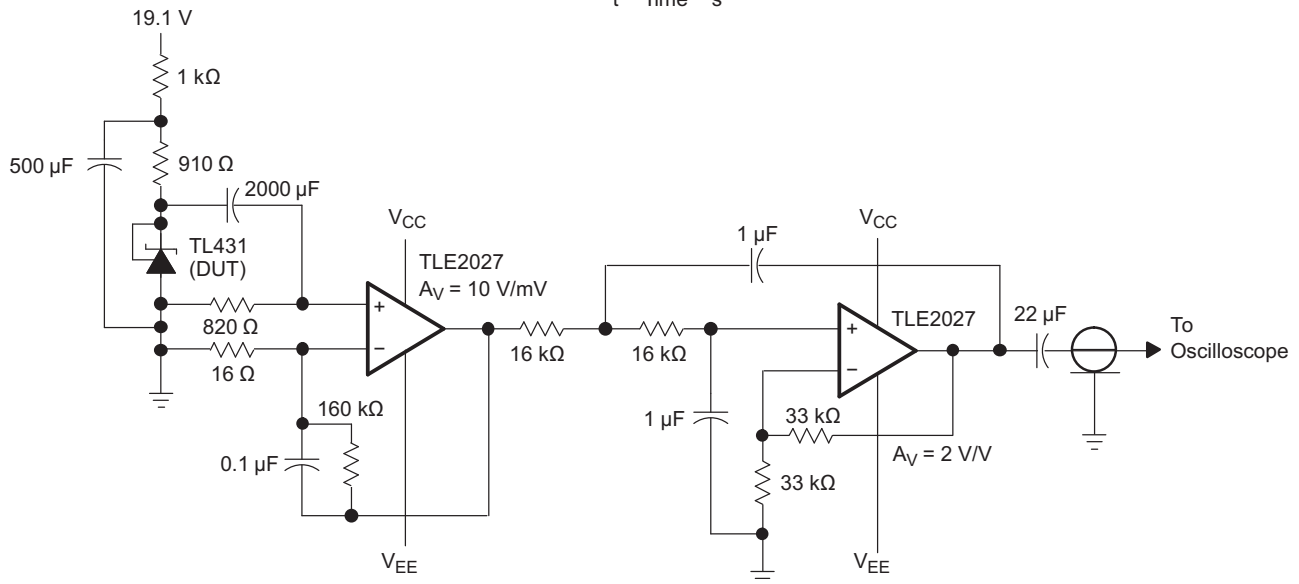 19.1 V
1 kΩ
500 µF
910 Ω
2000 µF
TL431
(DUT)
820 Ω
16 Ω
160 kΩ
0.1 µF
VCC
TLE2027
AV = 10 V/mV
VEE
16 kΩ
16 kΩ
1 µF
1 µF
VCC
TLE2027
33 kΩ
AV = 2 V/V
33 kΩ
VEE
22 µF
To
Oscilloscope